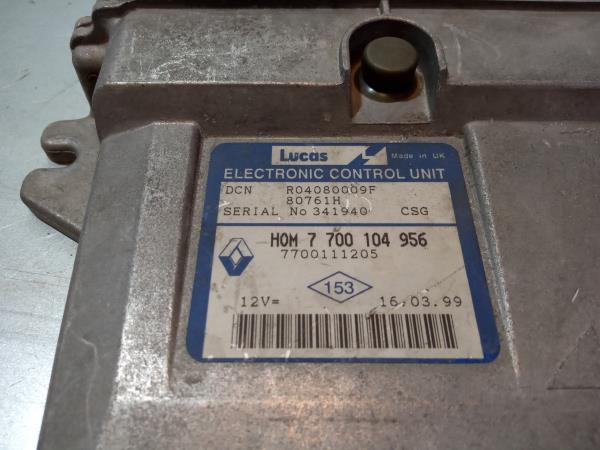 Lucas Made in UK
ELECTRONIC CONTROL UNIT
DCN R04080009F
80761H
SERIAL No 341940 CSG
HOM 7 700 104 956
7700111205
153
12V= 16.03.99